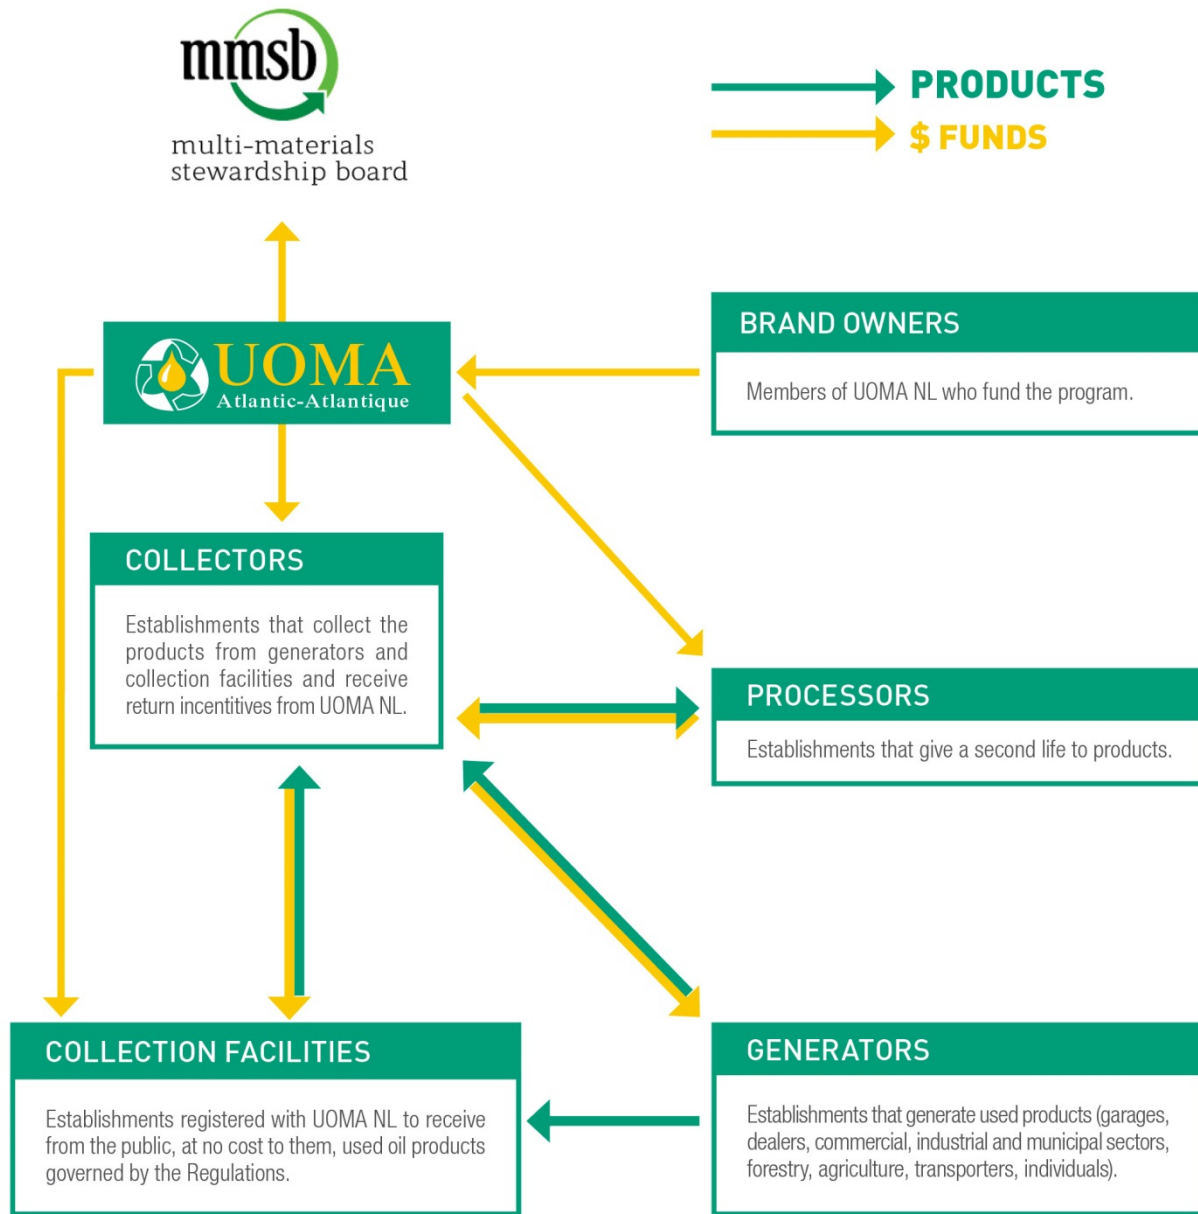 mmsb
multi-materials
stewardship board
PRODUCTS
$ FUNDS
UOMA
Atlantic-Atlantique
BRAND OWNERS
Members of UOMA NL who fund the program.
COLLECTORS
Establishments that collect the
products from generators and
collection facilities and receive
return incentitives from UOMA NL.
PROCESSORS
Establishments that give a second life to products.
COLLECTION FACILITIES
Establishments registered with UOMA NL to receive
from the public, at no cost to them, used oil products
governed by the Regulations.
GENERATORS
Establishments that generate used products (garages,
dealers, commercial, industrial and municipal sectors,
forestry, agriculture, transporters, individuals).